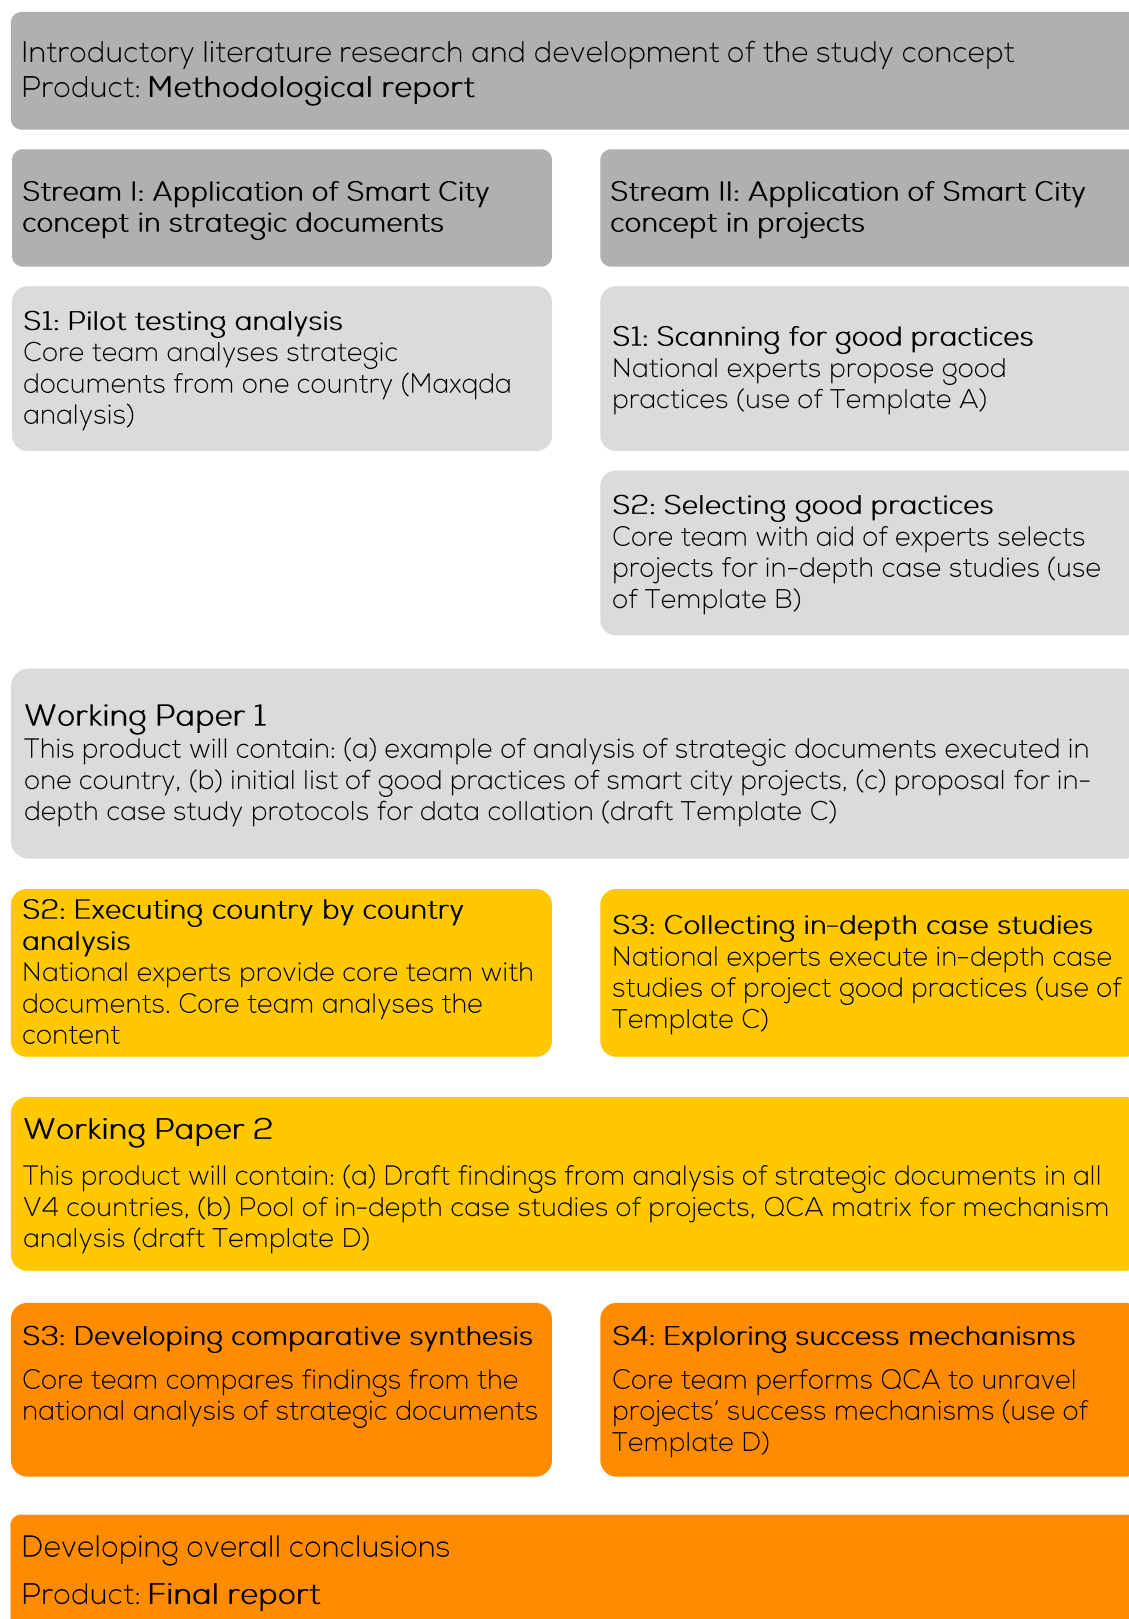 Introductory literature research and development of the study concept
Product: Methodological report
Stream I: Application of Smart City
concept in strategic documents
Stream II: Application of Smart City
concept in projects
S1: Pilot testing analysis
Core team analyses strategic
documents from one country (Maxqda
analysis)
S1: Scanning for good practices
National experts propose good
practices (use of Template A)
S2: Selecting good practices
Core team with aid of experts selects
projects for in-depth case studies (use
of Template B)
Working Paper 1
This product will contain: (a) example of analysis of strategic documents executed in
one country, (b) initial list of good practices of smart city projects, (c) proposal for in-
depth case study protocols for data collation (draft Template C)
S2: Executing country by country
analysis
National experts provide core team with
documents. Core team analyses the
content
S3: Collecting in-depth case studies
National experts execute in-depth case
studies of project good practices (use of
Template C)
Working Paper 2
This product will contain: (a) Draft findings from analysis of strategic documents in all
V4 countries, (b) Pool of in-depth case studies of projects, QCA matrix for mechanism
analysis (draft Template D)
S3: Developing comparative synthesis
Core team compares findings from the
national analysis of strategic documents
S4: Exploring success mechanisms
Core team performs QCA to unravel
projects' success mechanisms (use of
Template D)
Developing overall conclusions
Product: Final report